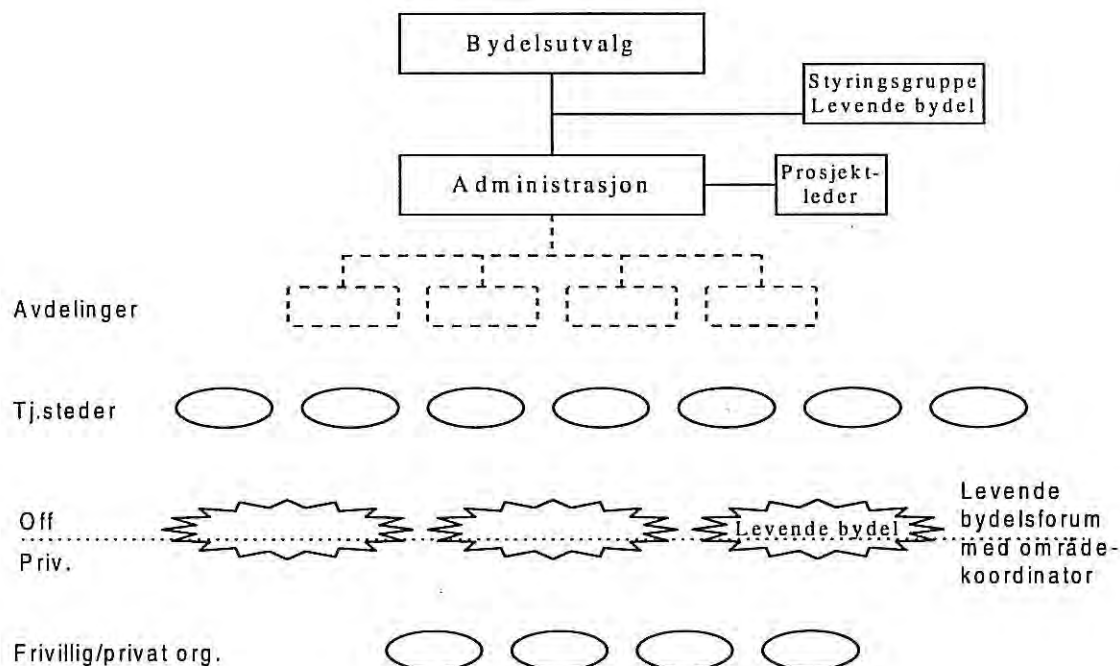 Bydelsutvalg
Styringsgruppe
Levende bydel
Administrasjon
Prosjekt-
leder
Avdelinger
Tj.steder
Off
Priv.
Levende bydel
Levende
bydelsforum
med område-
koordinator
Frivillig/privat org.